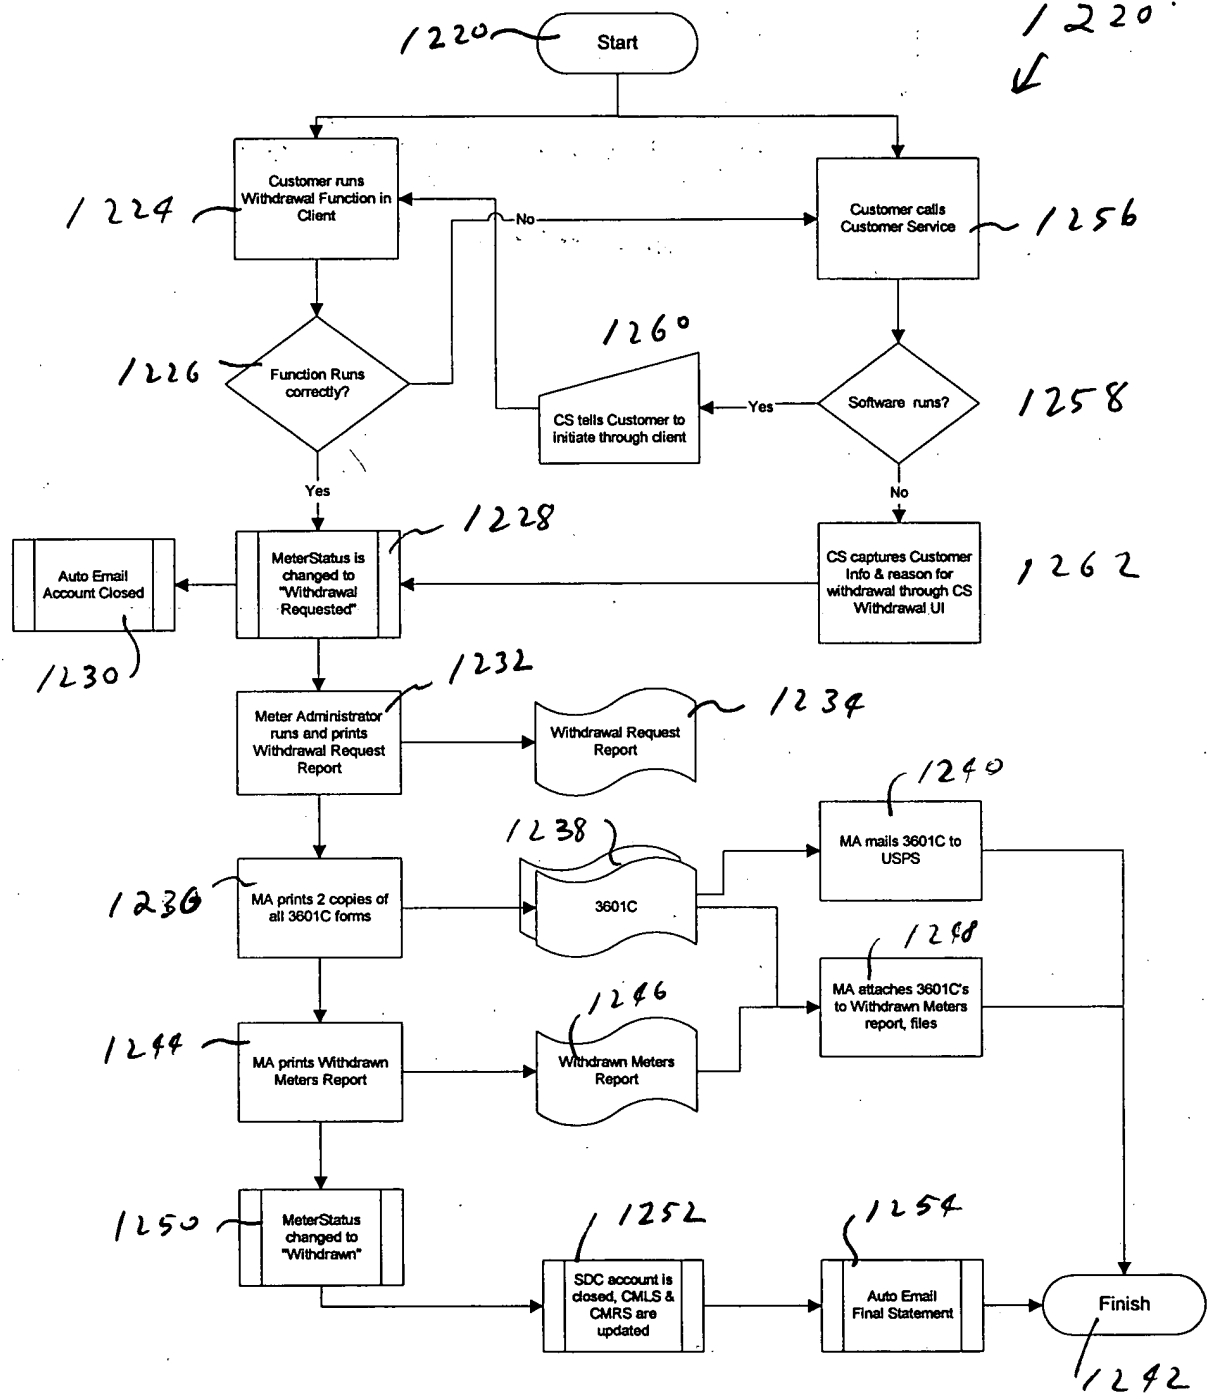 1220
Start
1220
Customer runs
Withdrawal Function in
Client
1224
No
Customer calls
Customer Service
1256
1260
1226
Function Runs
correctly?
CS tells Customer to
initiate through client
Yes
Software runs?
1258
Yes
No
1228
Auto Email
Account Closed
MeterStatus is
changed to
"Withdrawal
Requested"
CS captures Customer
Info & reason for
withdrawal through CS
Withdrawal UI
1262
1230
1232
Meter Administrator
runs and prints
Withdrawal Request
Report
Withdrawal Request
Report
1234
1240
1238
MA mails 3601C to
USPS
1236
MA prints 2 copies of
all 3601C forms
3601C
1248
MA attaches 3601C's
to Withdrawn Meters
report, files
1246
1244
MA prints Withdrawn
Meters Report
Withdrawn Meters
Report
1250
MeterStatus
changed to
"Withdrawn"
1252
1254
SDC account is
closed, CMLS &
CMRS are
updated
Auto Email
Final Statement
Finish
1242